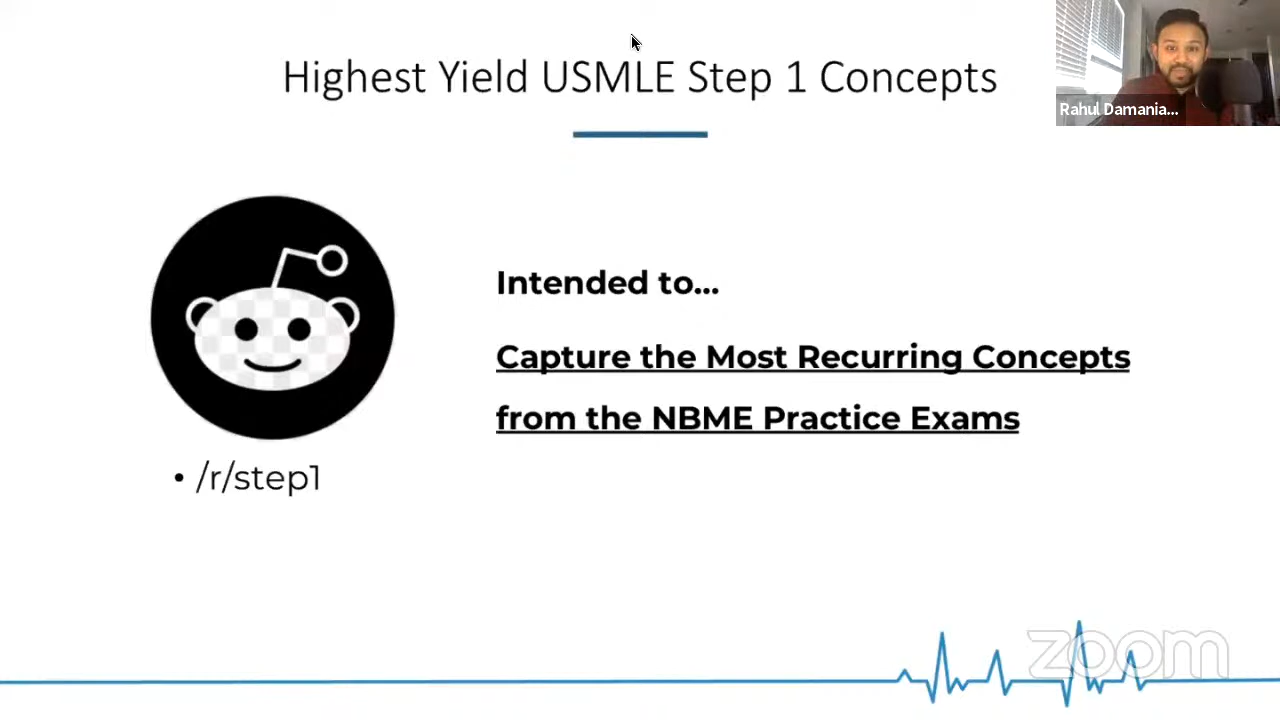 Highest Yield USMLE Step 1 Concepts
Rahul Damania...
Intended to...
Capture the Most Recurring Concepts
from the NBME Practice Exams
• /r/step1
zoom